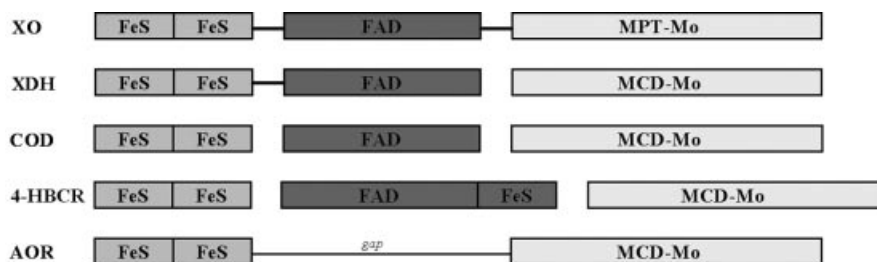 XO FeS FeS FAD MPT-Mo
XDH FeS FeS FAD MCD-Mo
COD FeS FeS FAD MCD-Mo
4-HBCR FeS FeS FAD FeS MCD-Mo
AOR FeS FeS gap MCD-Mo